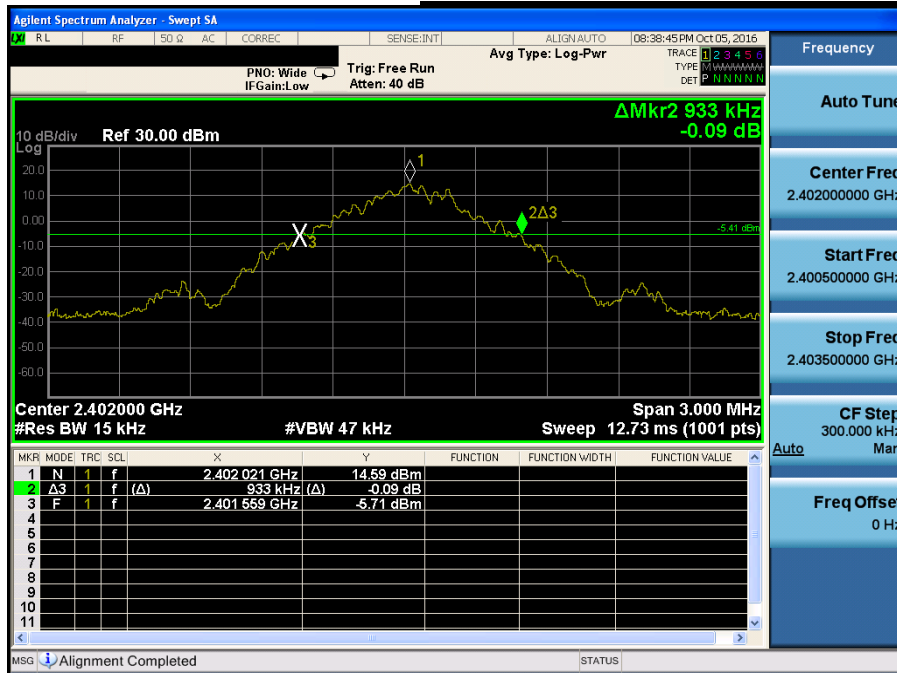 Agilent Spectrum Analyzer - Swept SA
LXI RL RF 50 Ω AC CORREC SENSE:INT ALIGN AUTO 08:38:45 PM Oct 05, 2016
Avg Type: Log-Pwr
TRACE 1 2 3 4 5 6
TYPE M W W W W W
DET P N N N N N
PNO: Wide Trig: Free Run
IFGain:Low Atten: 40 dB
Frequency
Auto Tune
ΔMkr2 933 kHz
-0.09 dB
10 dB/div Ref 30.00 dBm
Log
20.0
10.0
0.00
-10.0
-20.0
-30.0
-40.0
-50.0
-60.0
1
2Δ3
3
-5.41 dBm
Center Freq
2.402000000 GHz
Start Freq
2.400500000 GHz
Stop Freq
2.403500000 GHz
CF Step
300.000 kHz
Auto Man
Freq Offset
0 Hz
Center 2.402000 GHz Span 3.000 MHz
#Res BW 15 kHz #VBW 47 kHz Sweep 12.73 ms (1001 pts)
MKR MODE TRC SCL X Y FUNCTION FUNCTION WIDTH FUNCTION VALUE
1 N 1 f 2.402 021 GHz 14.59 dBm
2 Δ3 1 f (Δ) 933 kHz (Δ) -0.09 dB
3 F 1 f 2.401 559 GHz -5.71 dBm
4
5
6
7
8
9
10
11
MSG Alignment Completed STATUS